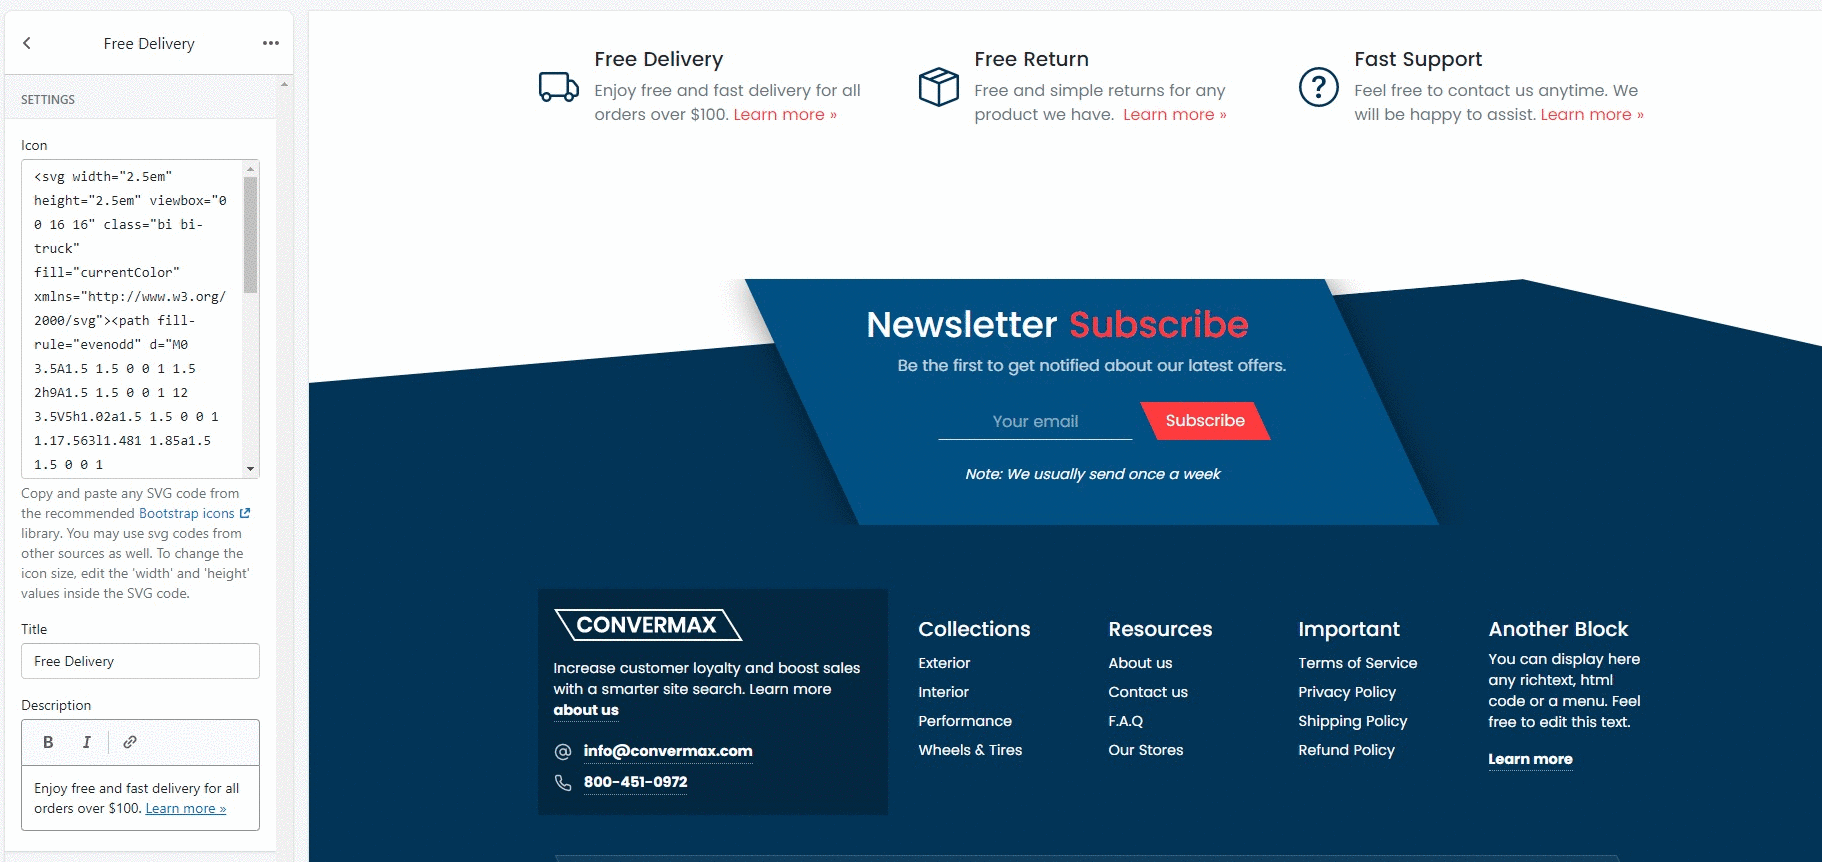 Free Delivery
SETTINGS
Icon
<svg width="2.5em"
height="2.5em" viewbox="0
0 16 16" class="bi bi-
truck"
fill="currentColor"
xmlns="http://www.w3.org/
2000/svg"><path fill-
rule="evenodd" d="M0
3.5A1.5 1.5 0 0 1 1.5
2h9A1.5 1.5 0 0 1 12
3.5V5h1.02a1.5 1.5 0 0 1
1.17.563l1.481 1.85a1.5
1.5 0 0 1
Copy and paste any SVG code from
the recommended Bootstrap icons
library. You may use svg codes from
other sources as well. To change the
icon size, edit the 'width' and 'height'
values inside the SVG code.
Title
Free Delivery
Description
B I
Enjoy free and fast delivery for all
orders over $100. Learn more »
Free Delivery
Enjoy free and fast delivery for all
orders over $100. Learn more »
Free Return
Free and simple returns for any
product we have. Learn more »
Fast Support
Feel free to contact us anytime. We
will be happy to assist. Learn more »
Newsletter Subscribe
Be the first to get notified about our latest offers.
Your email
Subscribe
Note: We usually send once a week
CONVERMAX
Increase customer loyalty and boost sales
with a smarter site search. Learn more
about us
info@convermax.com
800-451-0972
Collections
Exterior
Interior
Performance
Wheels & Tires
Resources
About us
Contact us
F.A.Q
Our Stores
Important
Terms of Service
Privacy Policy
Shipping Policy
Refund Policy
Another Block
You can display here
any richtext, html
code or a menu. Feel
free to edit this text.
Learn more